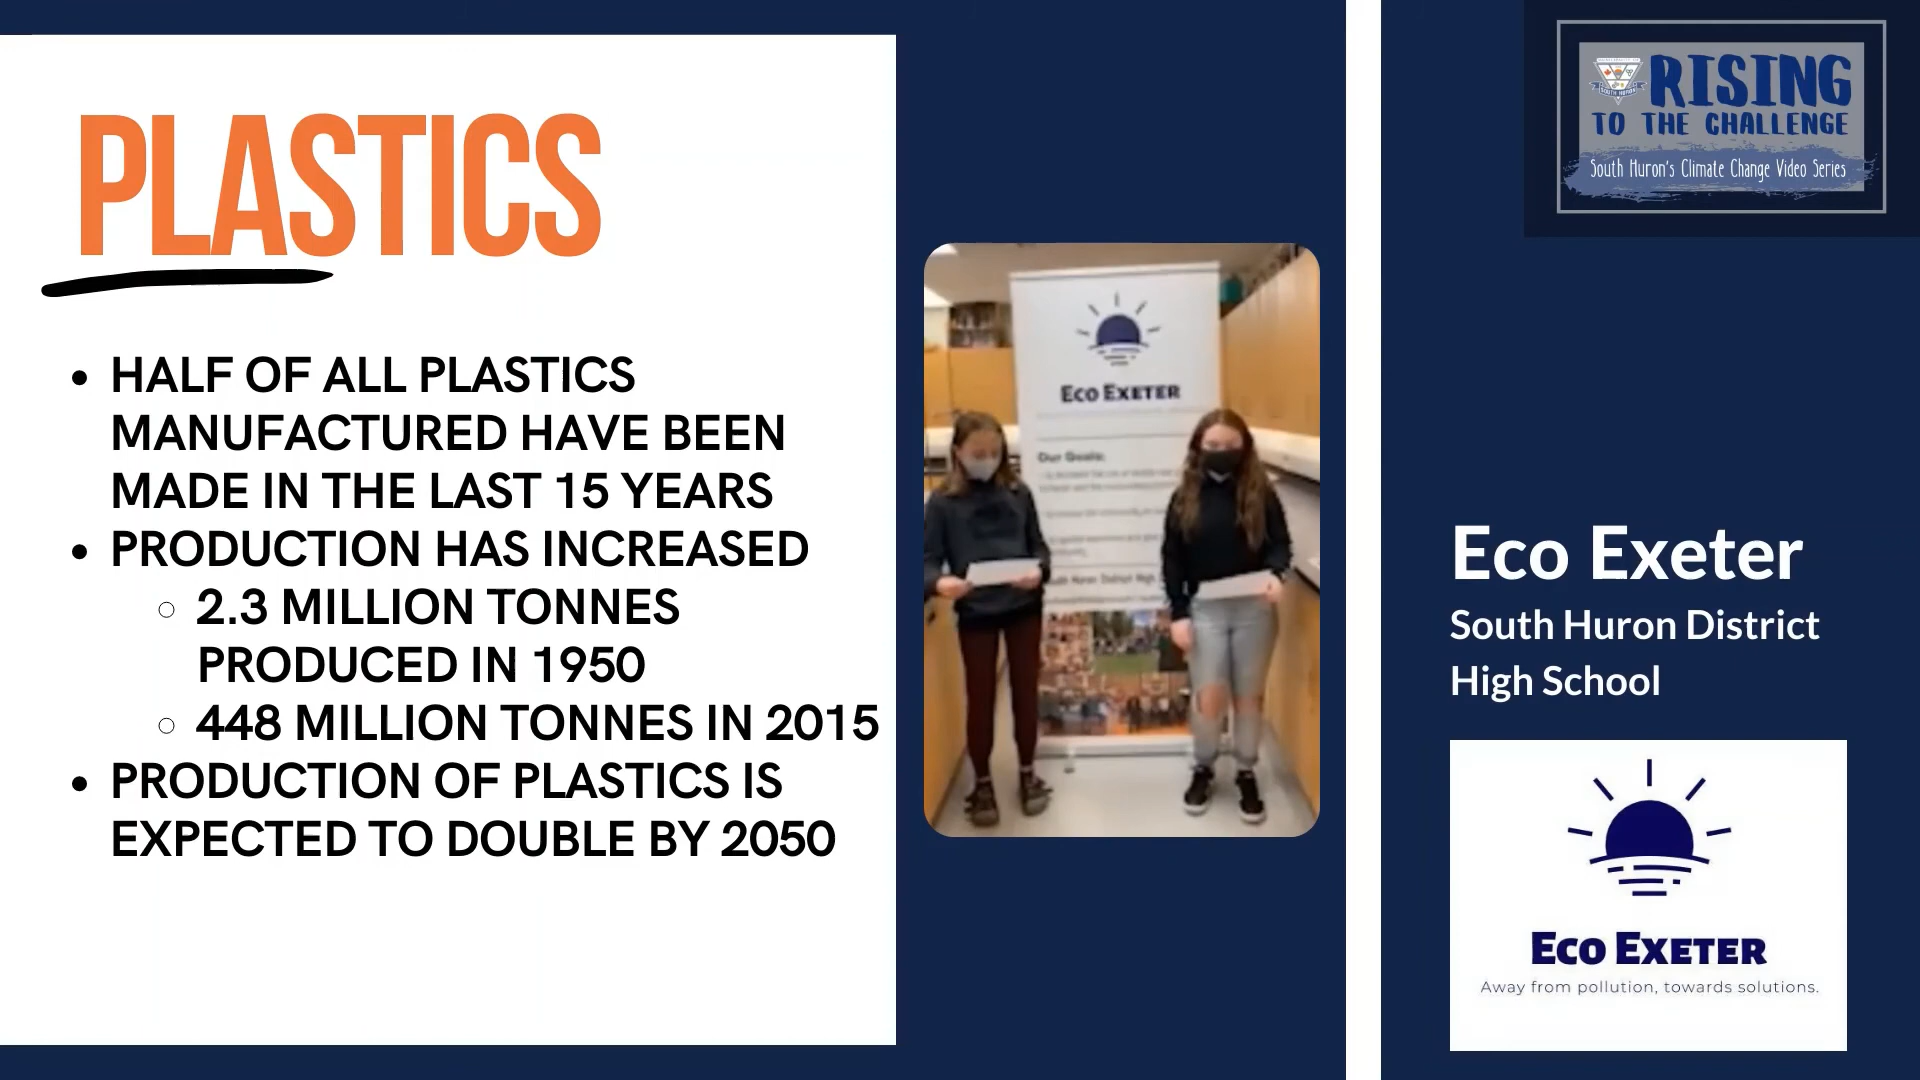 PLASTICS
• HALF OF ALL PLASTICS
MANUFACTURED HAVE BEEN
MADE IN THE LAST 15 YEARS
• PRODUCTION HAS INCREASED
○ 2.3 MILLION TONNES
PRODUCED IN 1950
○ 448 MILLION TONNES IN 2015
• PRODUCTION OF PLASTICS IS
EXPECTED TO DOUBLE BY 2050
ECO EXETER
Our Goals:
RISING
TO THE CHALLENGE
South Huron's Climate Change Video Series
Eco Exeter
South Huron District
High School
ECO EXETER
Away from pollution, towards solutions.